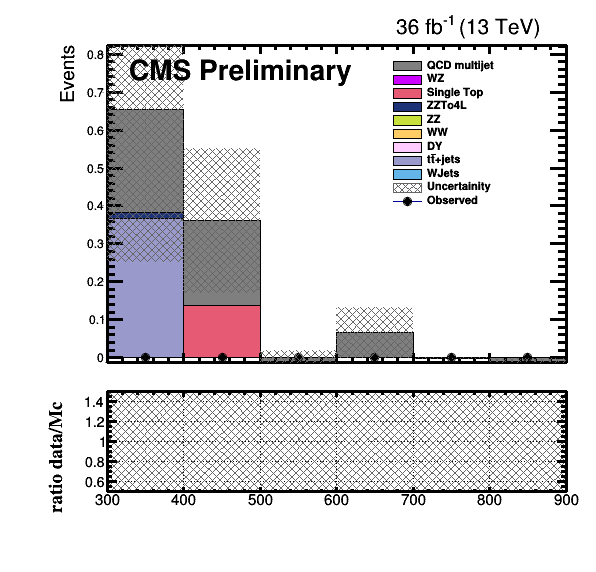 36 fb⁻¹ (13 TeV)
Events
CMS Preliminary
0.8
0.7
0.6
0.5
0.4
0.3
0.2
0.1
0
QCD multijet
WZ
Single Top
ZZTo4L
ZZ
WW
DY
tt̄+jets
WJets
Uncertainity
Observed
ratio data/Mc
1.4
1.2
1
0.8
0.6
300 400 500 600 700 800 900